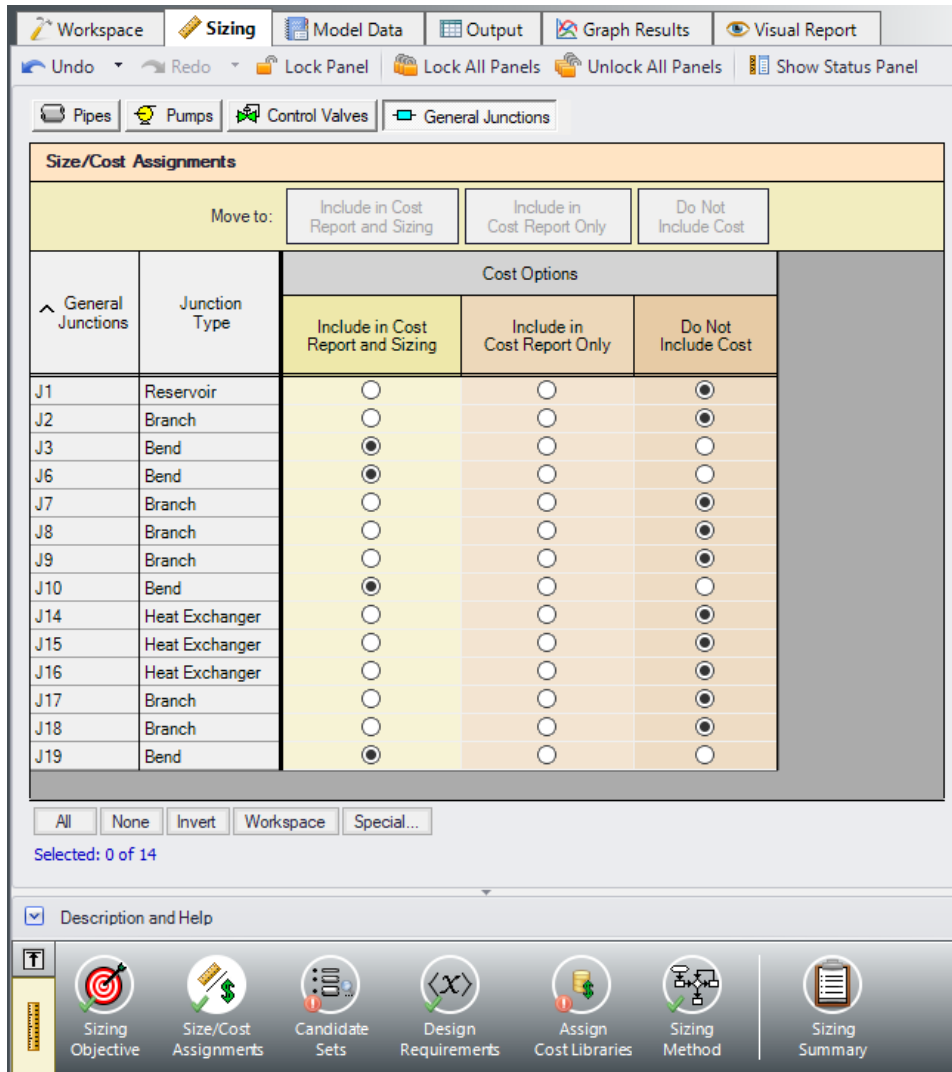 Workspace Sizing Model Data Output Graph Results Visual Report
Undo Redo Lock Panel Lock All Panels Unlock All Panels Show Status Panel
Pipes Pumps Control Valves General Junctions
Size/Cost Assignments
Move to: Include in Cost Report and Sizing Include in Cost Report Only Do Not Include Cost
Cost Options
General Junctions Junction Type Include in Cost Report and Sizing Include in Cost Report Only Do Not Include Cost
J1 Reservoir
J2 Branch
J3 Bend
J6 Bend
J7 Branch
J8 Branch
J9 Branch
J10 Bend
J14 Heat Exchanger
J15 Heat Exchanger
J16 Heat Exchanger
J17 Branch
J18 Branch
J19 Bend
All None Invert Workspace Special...
Selected: 0 of 14
Description and Help
$ ⟨x⟩ $
Sizing Size/Cost Candidate Design Assign Sizing Sizing
Objective Assignments Sets Requirements Cost Libraries Method Summary